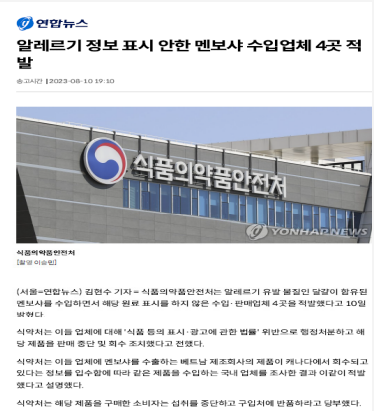 연합뉴스
알레르기 정보 표시 안한 멘보샤 수입업체 4곳 적
발
송고시간 | 2023-08-10 19:10
식품의약품안전처
YONHAPNEWS
식품의약품안전처
[촬영 이승민]
(서울=연합뉴스) 김현수 기자 = 식품의약품안전처는 알레르기 유발 물질인 달걀이 함유된
멘보샤를 수입하면서 해당 원료 표시를 하지 않은 수입·판매업체 4곳을 적발했다고 10일
밝혔다
식약처는 이들 업체에 대해 '식품 등의 표시·광고에 관한 법률' 위반으로 행정처분하고 해
당 제품을 판매 중단 및 회수 조치했다고 전했다.
식약처는 이들 업체에 멘보샤를 수출하는 베트남 제조회사의 제품이 캐나다에서 회수되고
있다는 정보를 입수함에 따라 같은 제품을 수입하는 국내 업체를 조사한 결과 이같이 적발
했다고 설명했다.
식약처는 해당 제품을 구매한 소비자는 섭취를 중단하고 구입처에 반품하라고 당부했다.